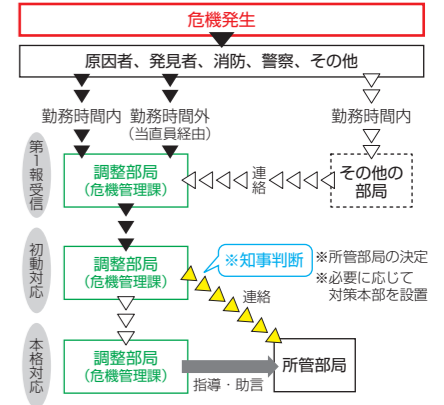 危機発生
原因者、発見者、消防、警察、その他
勤務時間内
勤務時間外
(当直員経由)
勤務時間内
第1報受信
調整部局
(危機管理課)
連絡
その他の
部局
初動対応
調整部局
(危機管理課)
※知事判断
※所管部局の決定
※必要に応じて
対策本部を設置
連絡
本格対応
調整部局
(危機管理課)
指導・助言
所管部局